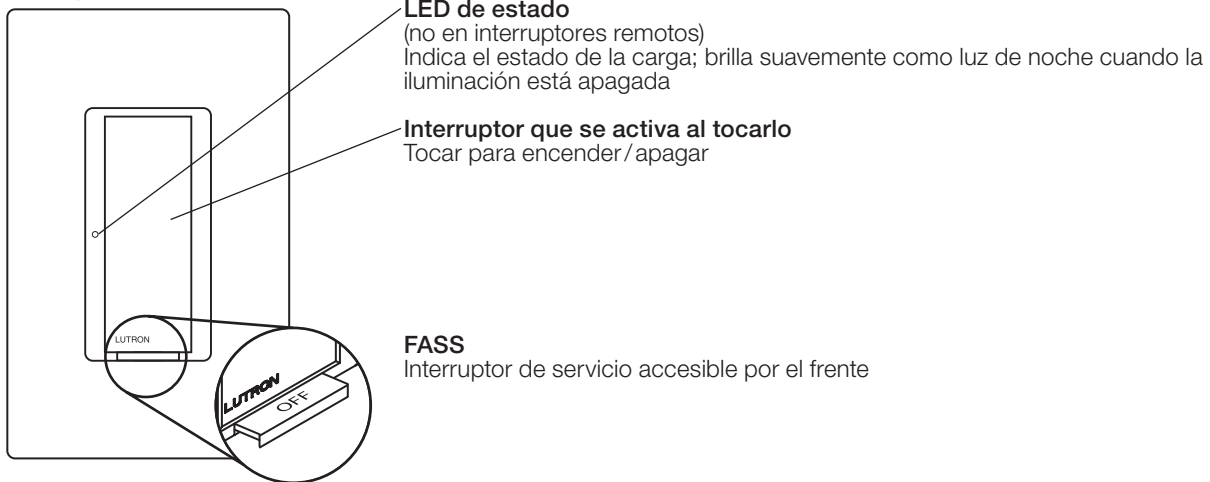 LED de estado
(no en interruptores remotos)
Indica el estado de la carga; brilla suavemente como luz de noche cuando la
iluminación está apagada
Interruptor que se activa al tocarlo
Tocar para encender/apagar
LUTRON
FASS
Interruptor de servicio accesible por el frente
LUTRON
OFF